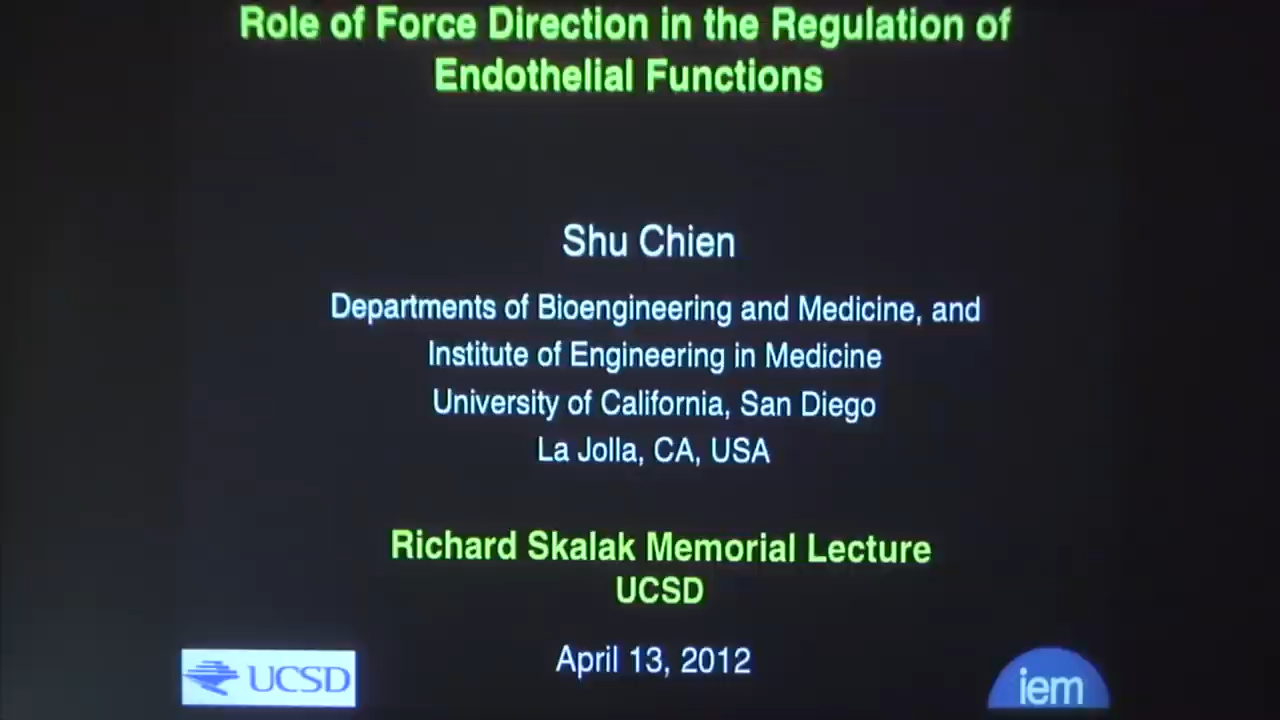 Role of Force Direction in the Regulation of
Endothelial Functions
Shu Chien
Departments of Bioengineering and Medicine, and
Institute of Engineering in Medicine
University of California, San Diego
La Jolla, CA, USA
Richard Skalak Memorial Lecture
UCSD
April 13, 2012
UCSD
iem